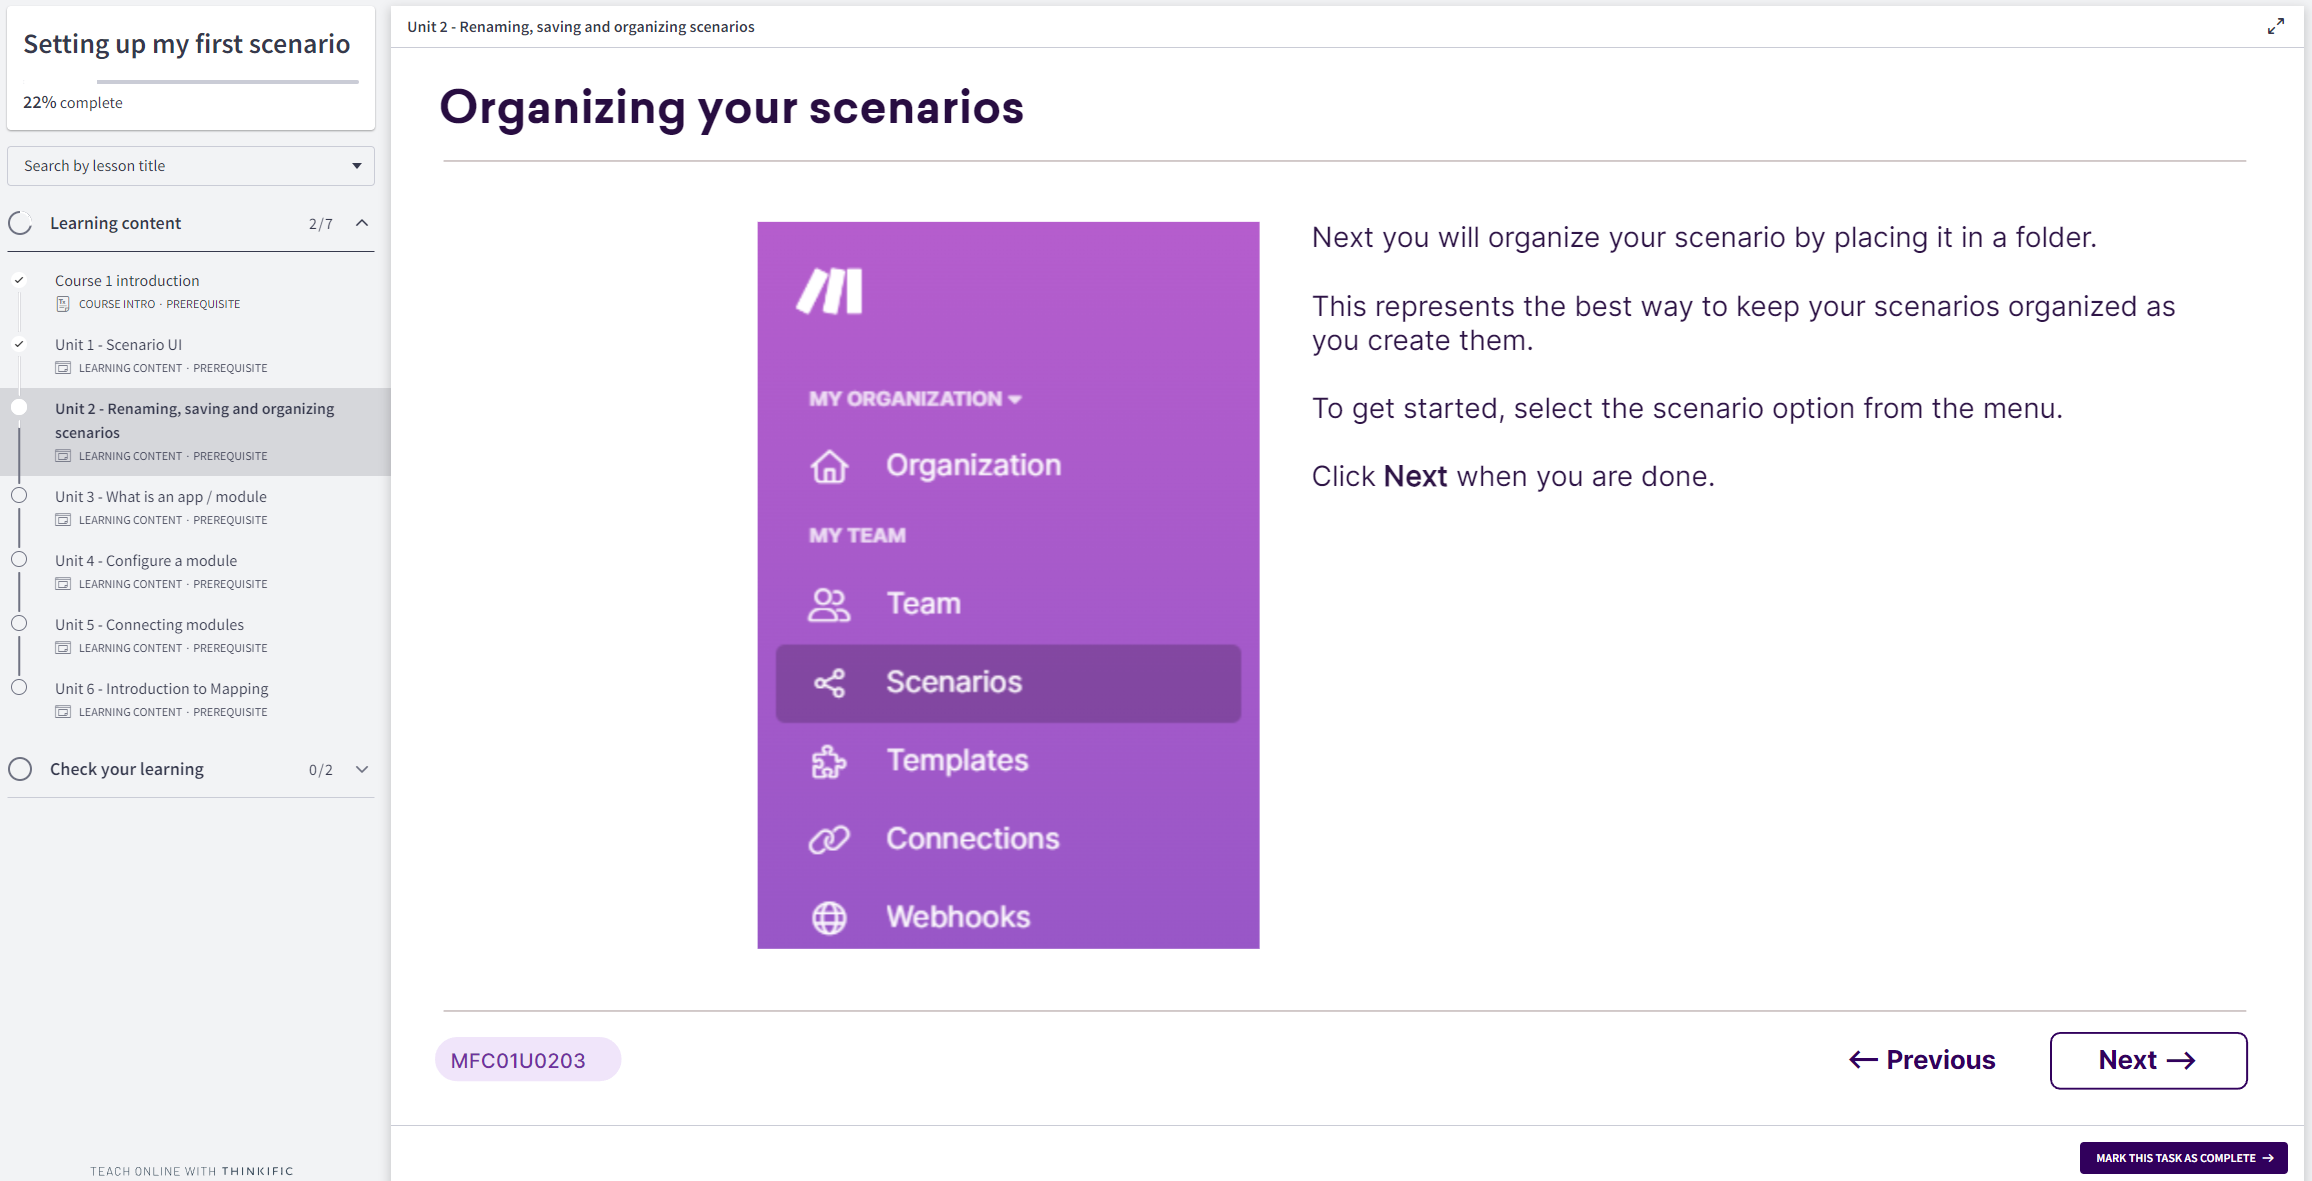 Setting up my first scenario
22% complete
Search by lesson title
Learning content 2/7
Course 1 introduction
COURSE INTRO · PREREQUISITE
Unit 1 - Scenario UI
LEARNING CONTENT · PREREQUISITE
Unit 2 - Renaming, saving and organizing
scenarios
LEARNING CONTENT · PREREQUISITE
Unit 3 - What is an app / module
LEARNING CONTENT · PREREQUISITE
Unit 4 - Configure a module
LEARNING CONTENT · PREREQUISITE
Unit 5 - Connecting modules
LEARNING CONTENT · PREREQUISITE
Unit 6 - Introduction to Mapping
LEARNING CONTENT · PREREQUISITE
Check your learning 0/2
TEACH ONLINE WITH THINKIFIC
Unit 2 - Renaming, saving and organizing scenarios
Organizing your scenarios
MY ORGANIZATION
Organization
MY TEAM
Team
Scenarios
Templates
Connections
Webhooks
Next you will organize your scenario by placing it in a folder.
This represents the best way to keep your scenarios organized as
you create them.
To get started, select the scenario option from the menu.
Click Next when you are done.
MFC01U0203
← Previous
Next →
MARK THIS TASK AS COMPLETE →